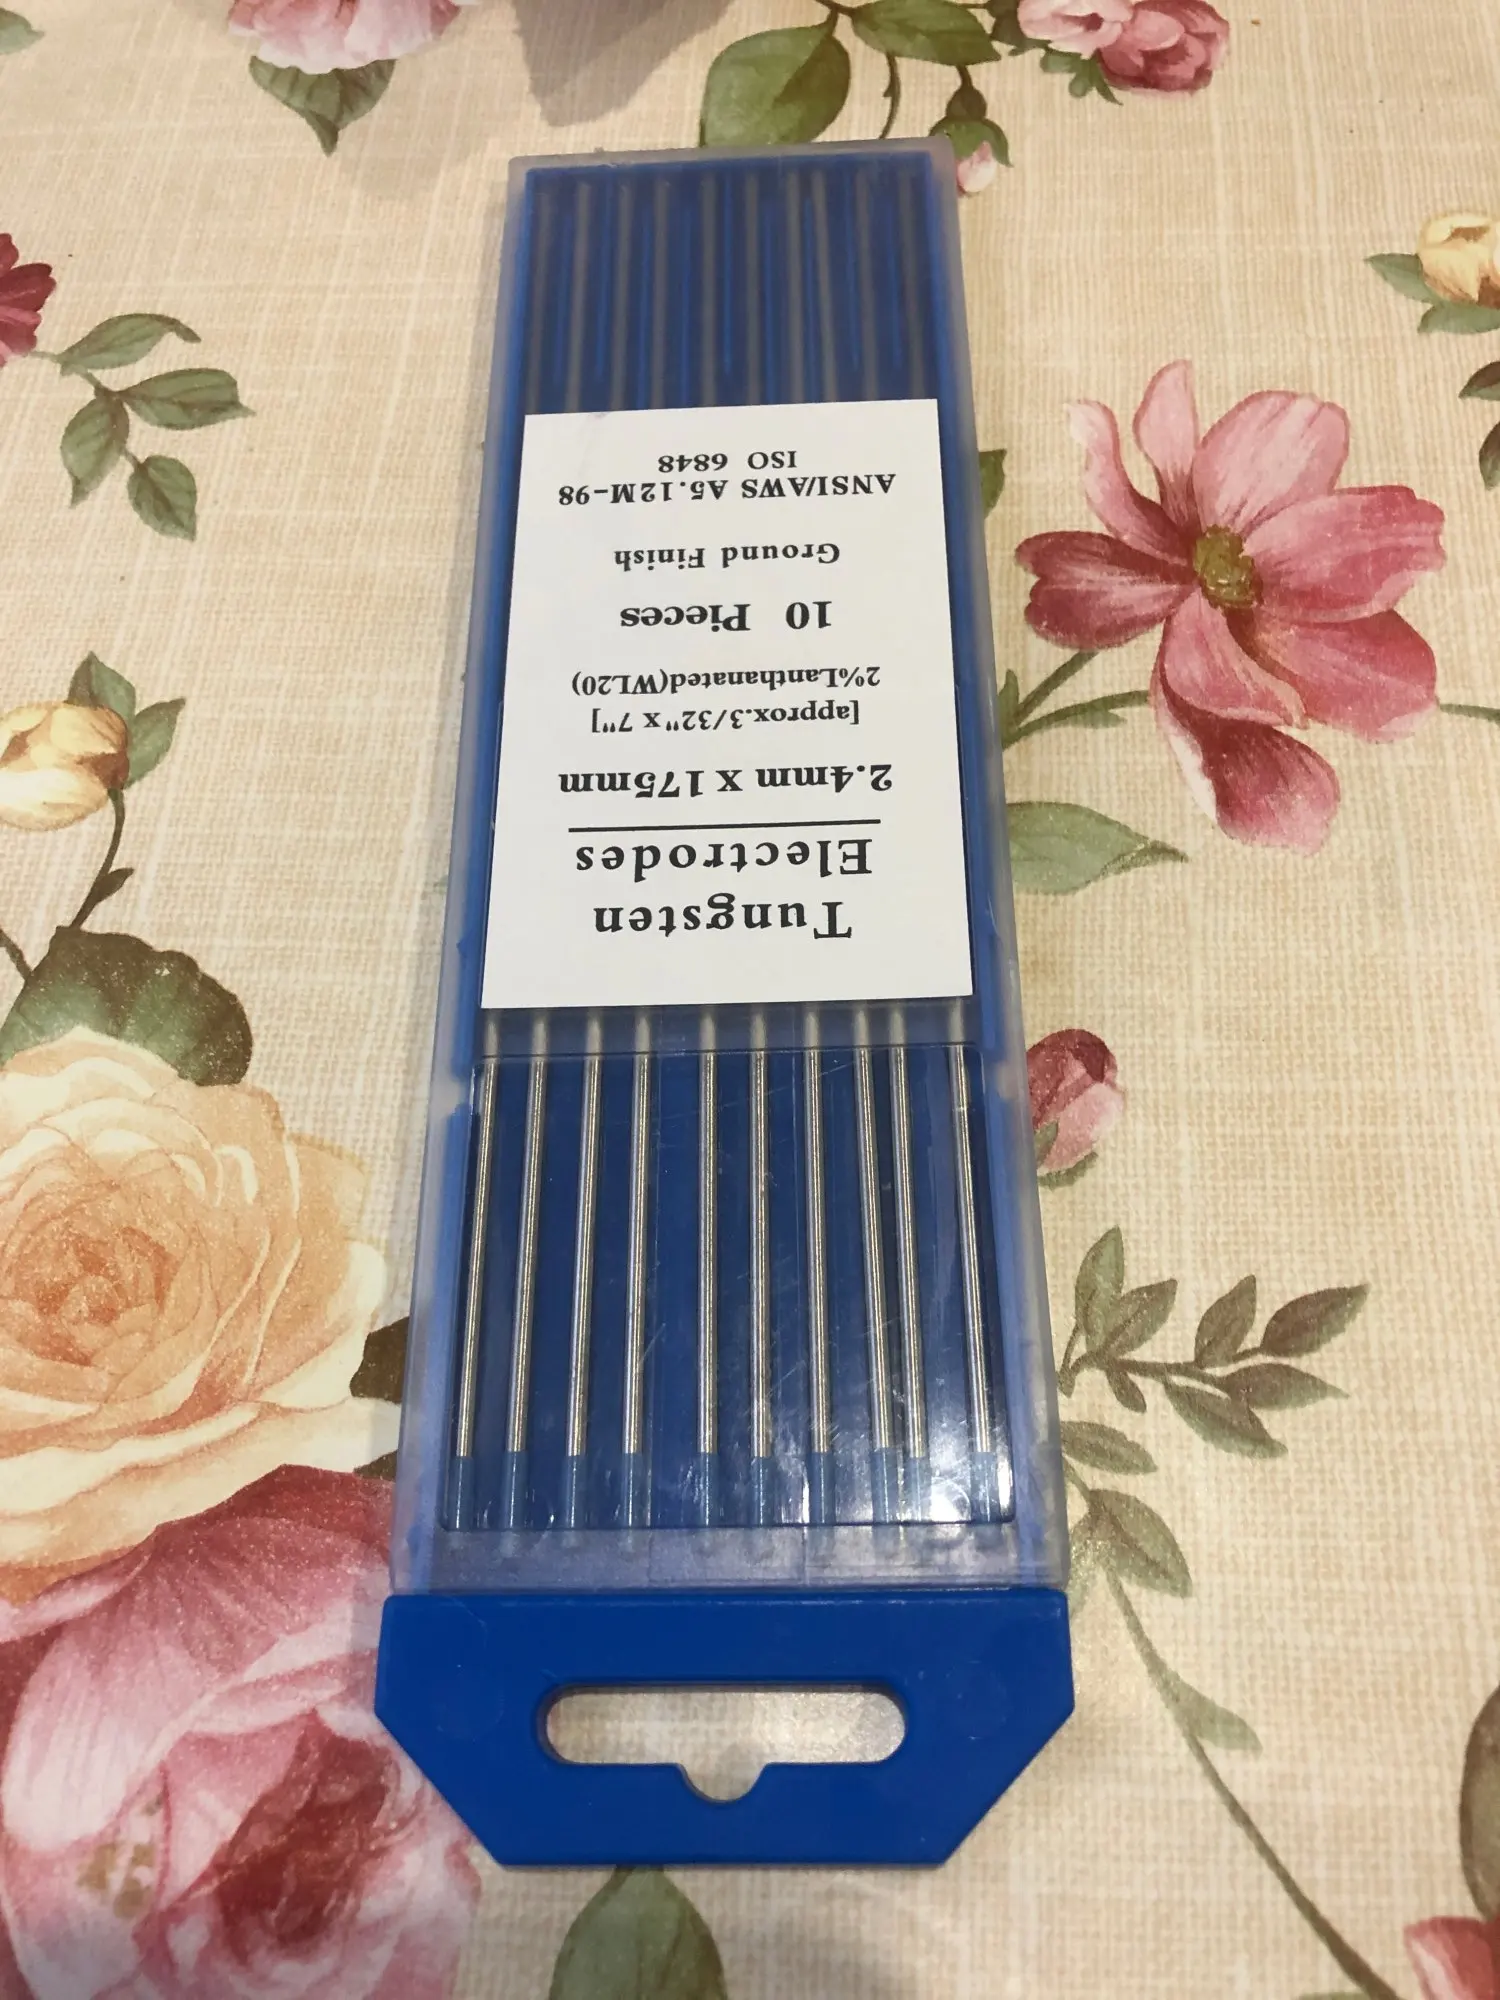 Tungsten
Electrodes
2.4mm X 175mm
[approx.3/32" x 7"]
2%Lanthanated(WL20)
10 Pieces
Ground Finish
ANSI/AWS A5.12M-98
ISO 6848